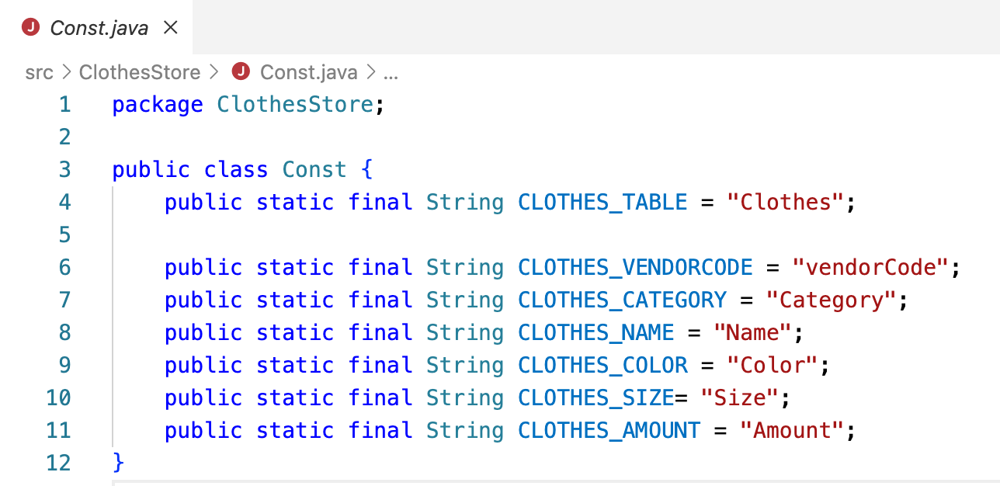 J Const.java ×
src > ClothesStore > J Const.java > ...
1 package ClothesStore;
2
3 public class Const {
4     public static final String CLOTHES_TABLE = "Clothes";
5
6     public static final String CLOTHES_VENDORCODE = "vendorCode";
7     public static final String CLOTHES_CATEGORY = "Category";
8     public static final String CLOTHES_NAME = "Name";
9     public static final String CLOTHES_COLOR = "Color";
10     public static final String CLOTHES_SIZE= "Size";
11     public static final String CLOTHES_AMOUNT = "Amount";
12 }